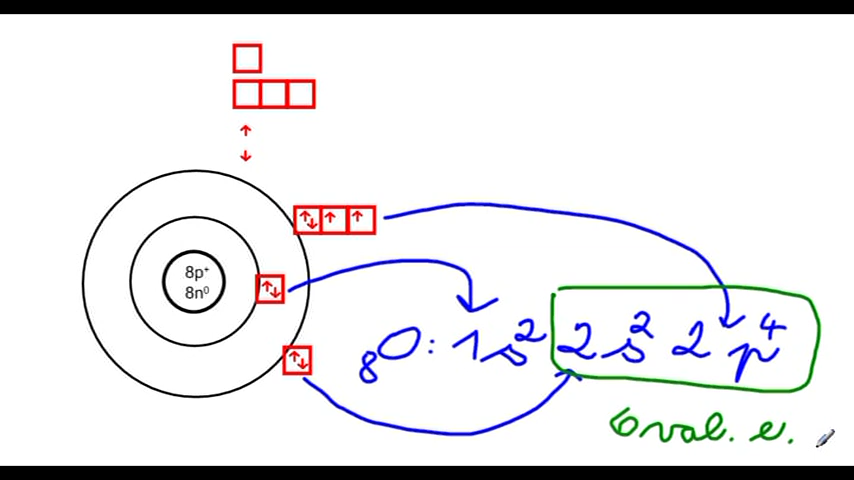 8p⁺
8n⁰
₈O: 1s² 2s² 2p⁴
6 val. e.